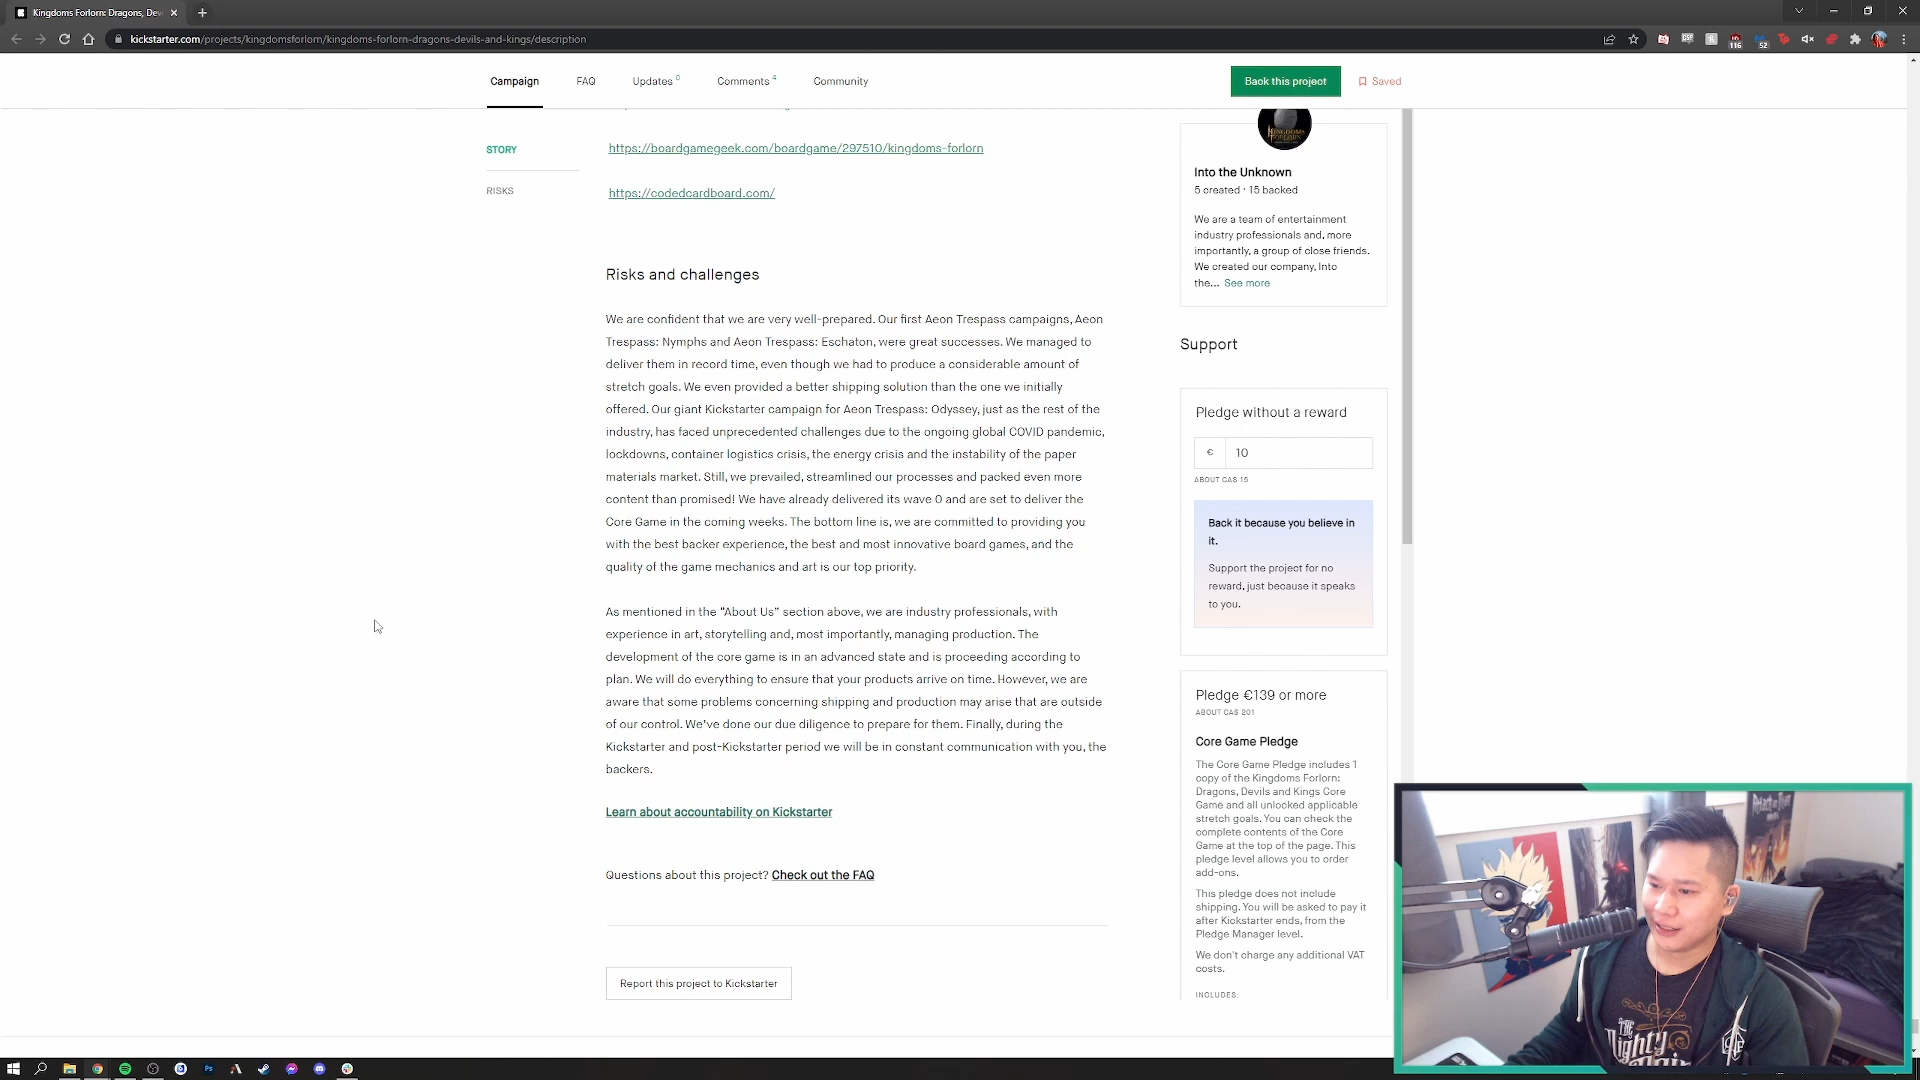 Kingdoms Forlorn: Dragons, Dev
kickstarter.com/projects/kingdomsforlorn/kingdoms-forlorn-dragons-devils-and-kings/description
116
52
Campaign
FAQ
Updates 0
Comments 4
Community
Back this project
Saved
STORY
RISKS
https://boardgamegeek.com/boardgame/297510/kingdoms-forlorn
https://codedcardboard.com/
Risks and challenges
We are confident that we are very well-prepared. Our first Aeon Trespass campaigns, Aeon
Trespass: Nymphs and Aeon Trespass: Eschaton, were great successes. We managed to
deliver them in record time, even though we had to produce a considerable amount of
stretch goals. We even provided a better shipping solution than the one we initially
offered. Our giant Kickstarter campaign for Aeon Trespass: Odyssey, just as the rest of the
industry, has faced unprecedented challenges due to the ongoing global COVID pandemic,
lockdowns, container logistics crisis, the energy crisis and the instability of the paper
materials market. Still, we prevailed, streamlined our processes and packed even more
content than promised! We have already delivered its wave 0 and are set to deliver the
Core Game in the coming weeks. The bottom line is, we are committed to providing you
with the best backer experience, the best and most innovative board games, and the
quality of the game mechanics and art is our top priority.
As mentioned in the “About Us” section above, we are industry professionals, with
experience in art, storytelling and, most importantly, managing production. The
development of the core game is in an advanced state and is proceeding according to
plan. We will do everything to ensure that your products arrive on time. However, we are
aware that some problems concerning shipping and production may arise that are outside
of our control. We’ve done our due diligence to prepare for them. Finally, during the
Kickstarter and post-Kickstarter period we will be in constant communication with you, the
backers.
Learn about accountability on Kickstarter
Questions about this project? Check out the FAQ
Report this project to Kickstarter
KINGDOMS
FORLORN
Into the Unknown
5 created · 15 backed
We are a team of entertainment
industry professionals and, more
importantly, a group of close friends.
We created our company, Into
the... See more
Support
Pledge without a reward
€ 10
ABOUT CA$ 15
Back it because you believe in
it.
Support the project for no
reward, just because it speaks
to you.
Pledge €139 or more
ABOUT CA$ 201
Core Game Pledge
The Core Game Pledge includes 1
copy of the Kingdoms Forlorn:
Dragons, Devils and Kings Core
Game and all unlocked applicable
stretch goals. You can check the
complete contents of the Core
Game at the top of the page. This
pledge level allows you to order
add-ons.
This pledge does not include
shipping. You will be asked to pay it
after Kickstarter ends, from the
Pledge Manager level.
We don't charge any additional VAT
costs.
INCLUDES:
Attack on Titan
THE
Mighty